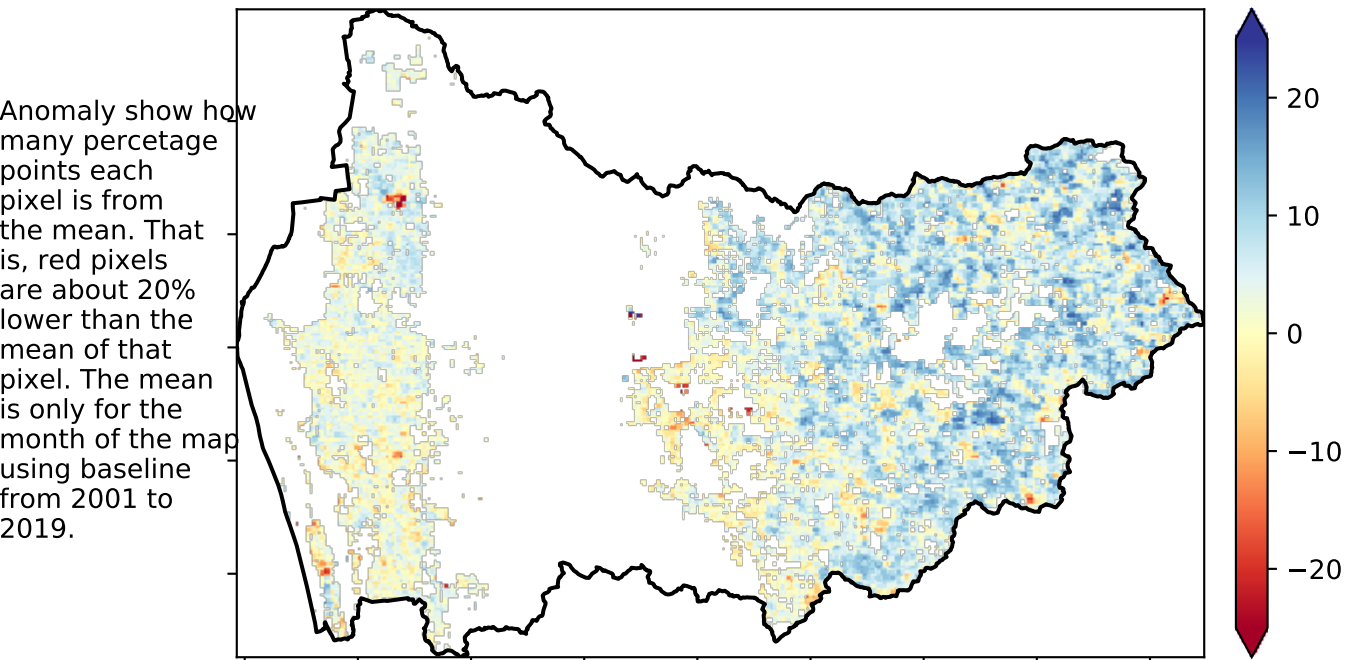 Anomaly show how
many percetage
points each
pixel is from
the mean. That
is, red pixels
are about 20%
lower than the
mean of that
pixel. The mean
is only for the
month of the map
using baseline
from 2001 to
2019.
20
10
0
−10
−20